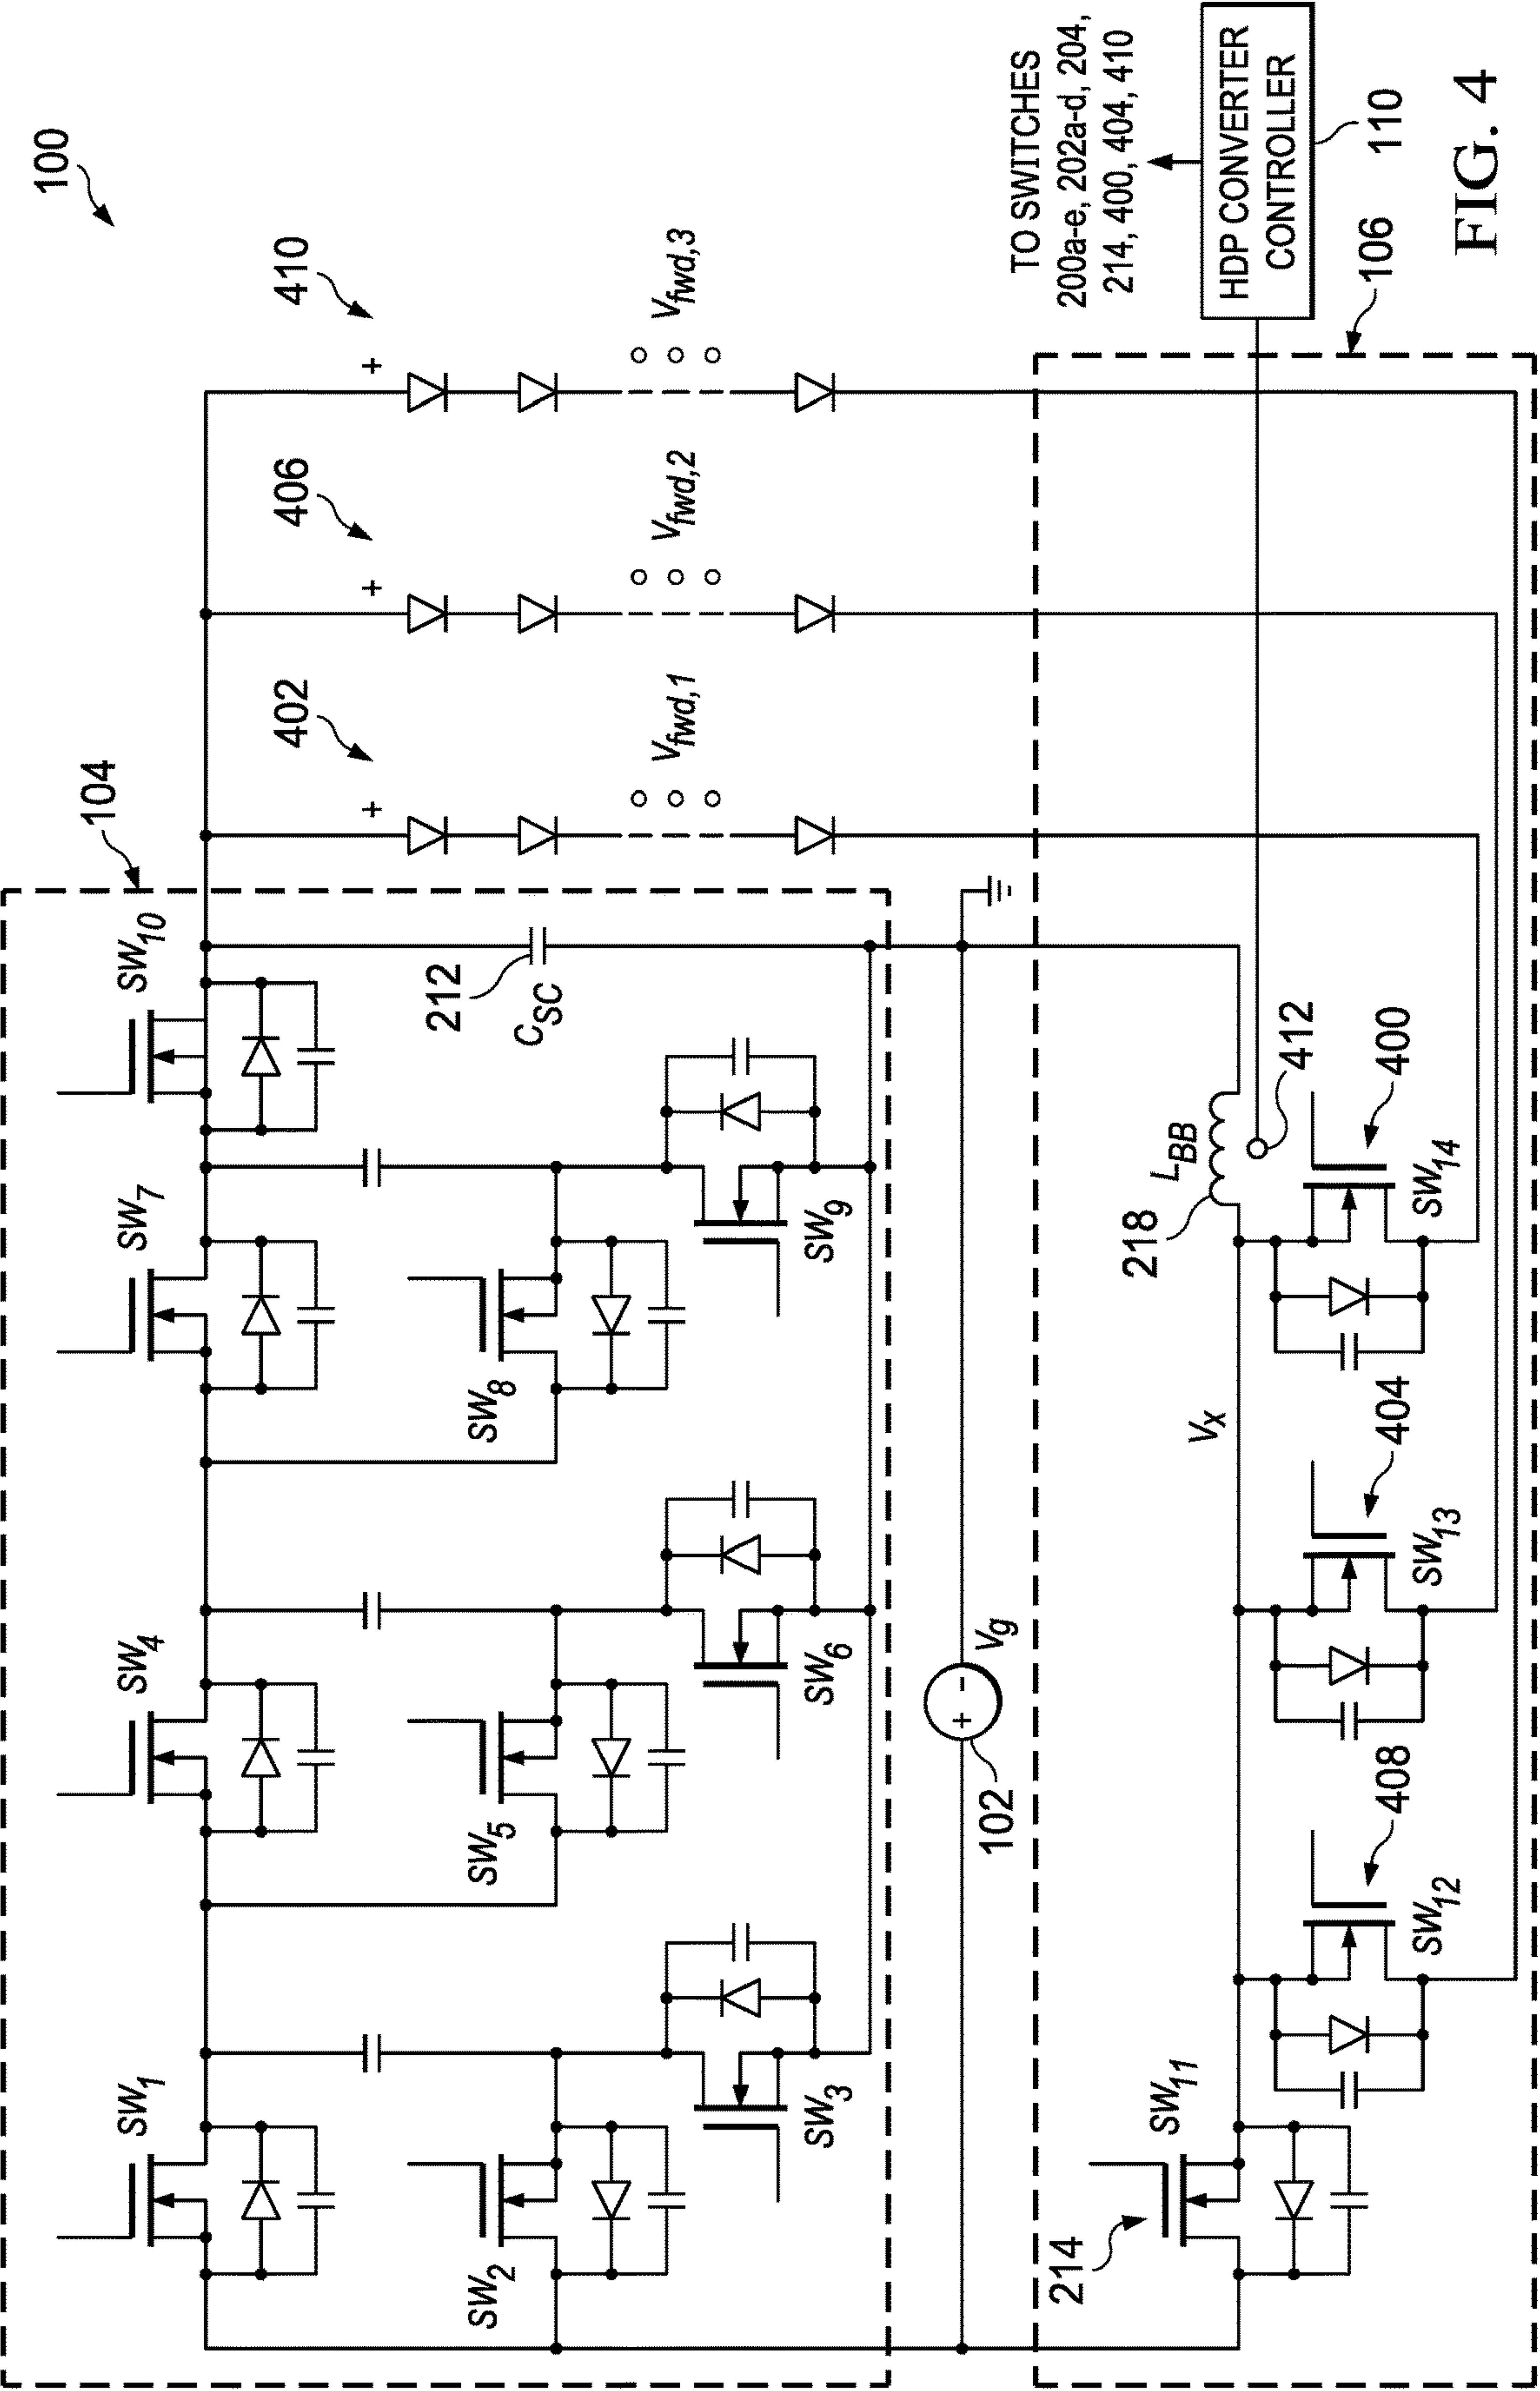 100
104
SW1
SW4
SW7
SW10
402
406
410
+
+
+
SW2
SW5
SW8
212
CSC
Vfwd,1
Vfwd,2
Vfwd,3
SW3
SW6
SW9
102
+
-
Vg
TO SWITCHES
200a-e, 202a-d, 204,
214, 400, 404, 410
HDP CONVERTER
CONTROLLER
110
106
214
SW11
Vx
218
LBB
412
408
404
400
SW12
SW13
SW14
FIG. 4